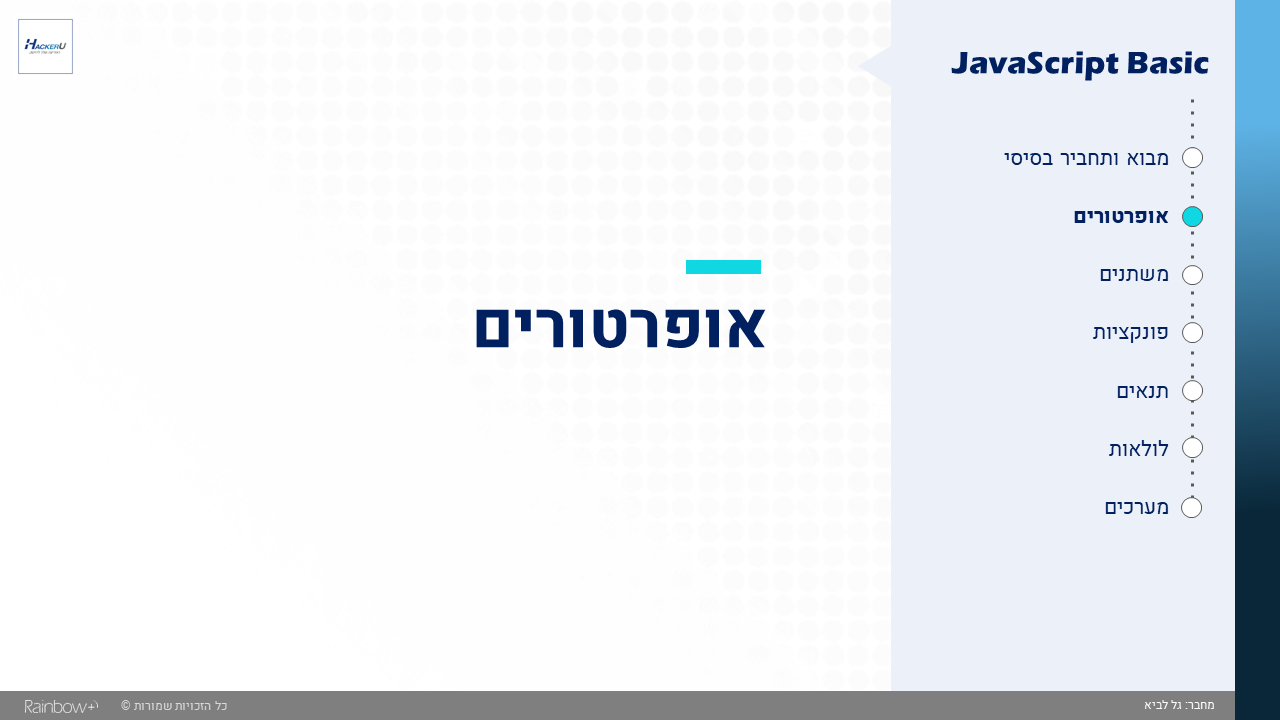 HACKERU
JavaScript Basic
מבוא ותחביר בסיסי
אופרטורים
משתנים
פונקציות
תנאים
לולאות
מערכים
אופרטורים
מחבר: גל לביא
כל הזכויות שמורות ©
Rainbow+